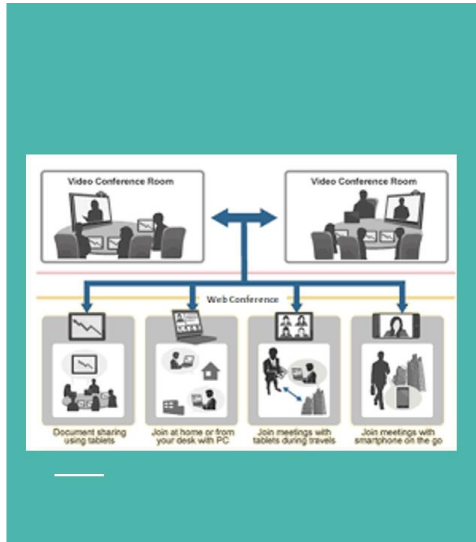 Video Conference Room
Video Conference Room
Web Conference
Document sharing
using tablets
Join at home or from
your desk with PC
Join meetings with
tablets during travels
Join meetings with
smartphone on the go